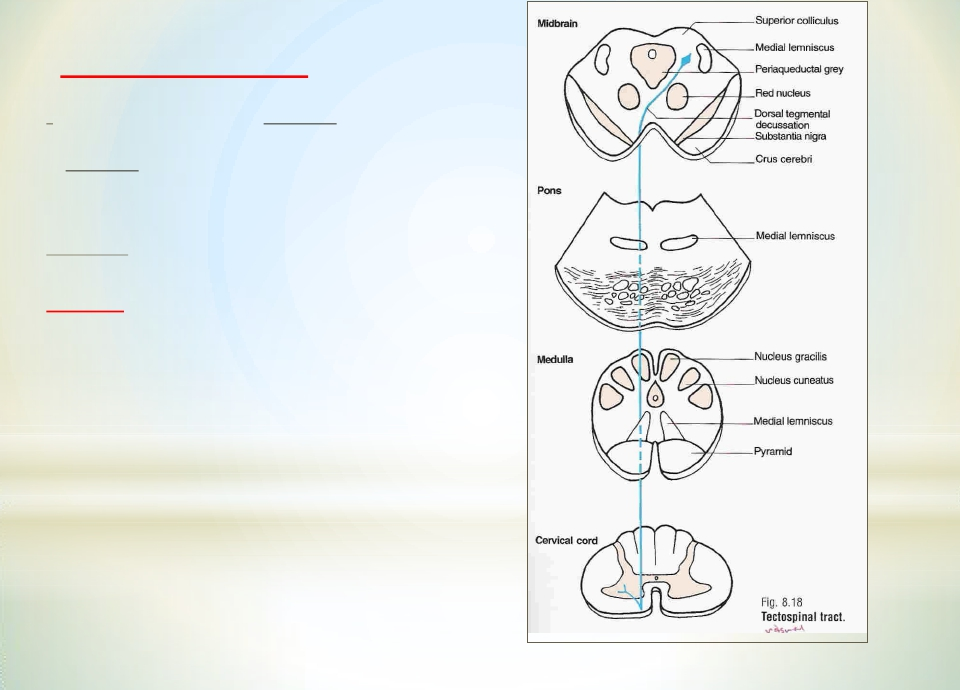 Midbrain
Superior colliculus
Medial lemniscus
Periaqueductal grey
Red nucleus
Dorsal tegmental
decussation
Substantia nigra
Crus cerebri
Pons
Medial lemniscus
Medulla
Nucleus gracilis
Nucleus cuneatus
Medial lemniscus
Pyramid
Cervical cord
Fig. 8.18
Tectospinal tract.
visual